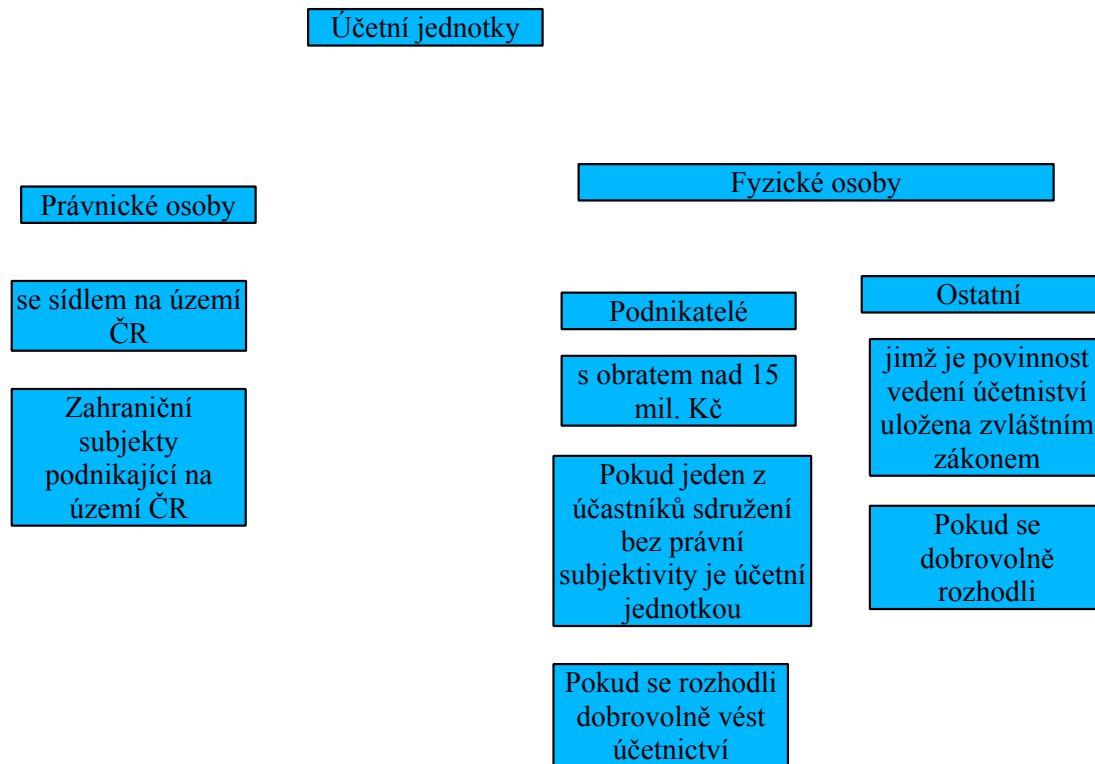 Účetní jednotky
Právnické osoby
se sídlem na území
ČR
Zahraniční
subjekty
podnikající na
území ČR
Fyzické osoby
Podnikatelé
s obratem nad 15
mil. Kč
Pokud jeden z
účastníků sdružení
bez právní
subjektivity je účetní
jednotkou
Pokud se rozhodli
dobrovolně vést
účetnictví
Ostatní
jimž je povinnost
vedení účetniství
uložena zvláštním
zákonem
Pokud se
dobrovolně
rozhodli